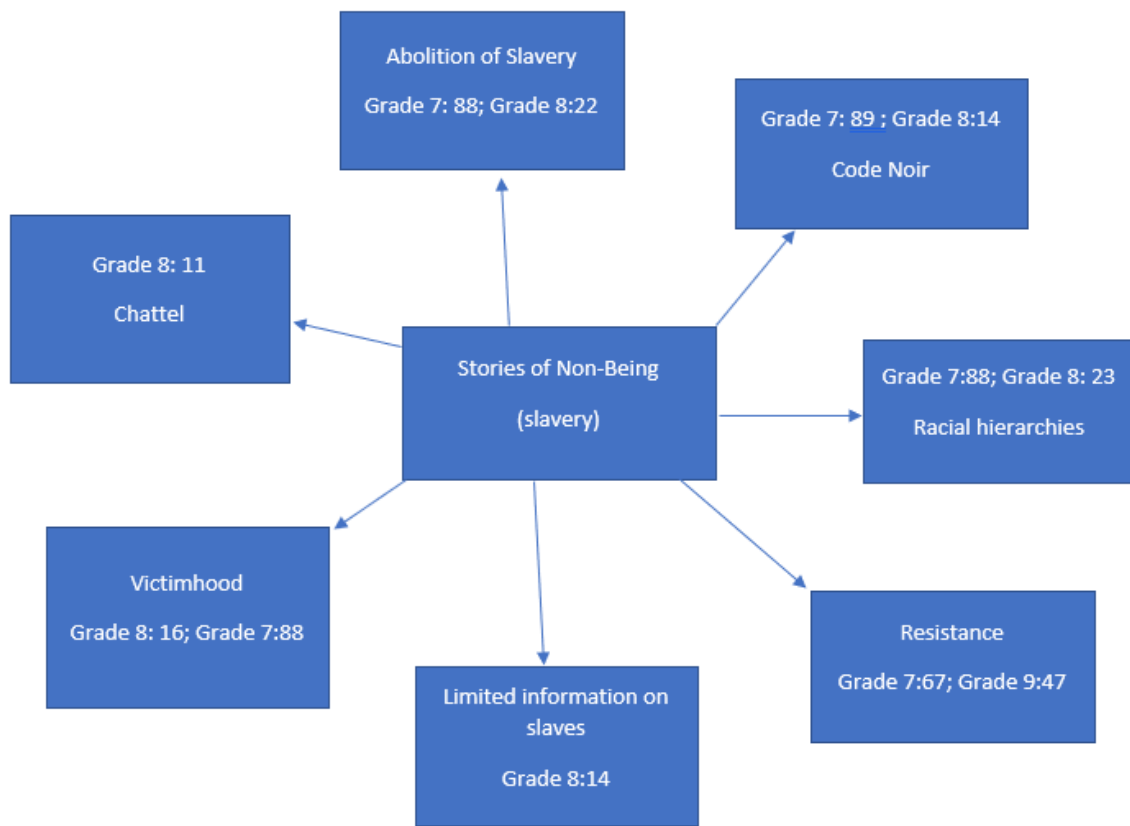 Abolition of Slavery
Grade 7: 88; Grade 8:22
Grade 7: 89 ; Grade 8:14
Code Noir
Grade 8: 11
Chattel
Stories of Non-Being
(slavery)
Grade 7:88; Grade 8: 23
Racial hierarchies
Victimhood
Grade 8: 16; Grade 7:88
Limited information on
slaves
Grade 8:14
Resistance
Grade 7:67; Grade 9:47